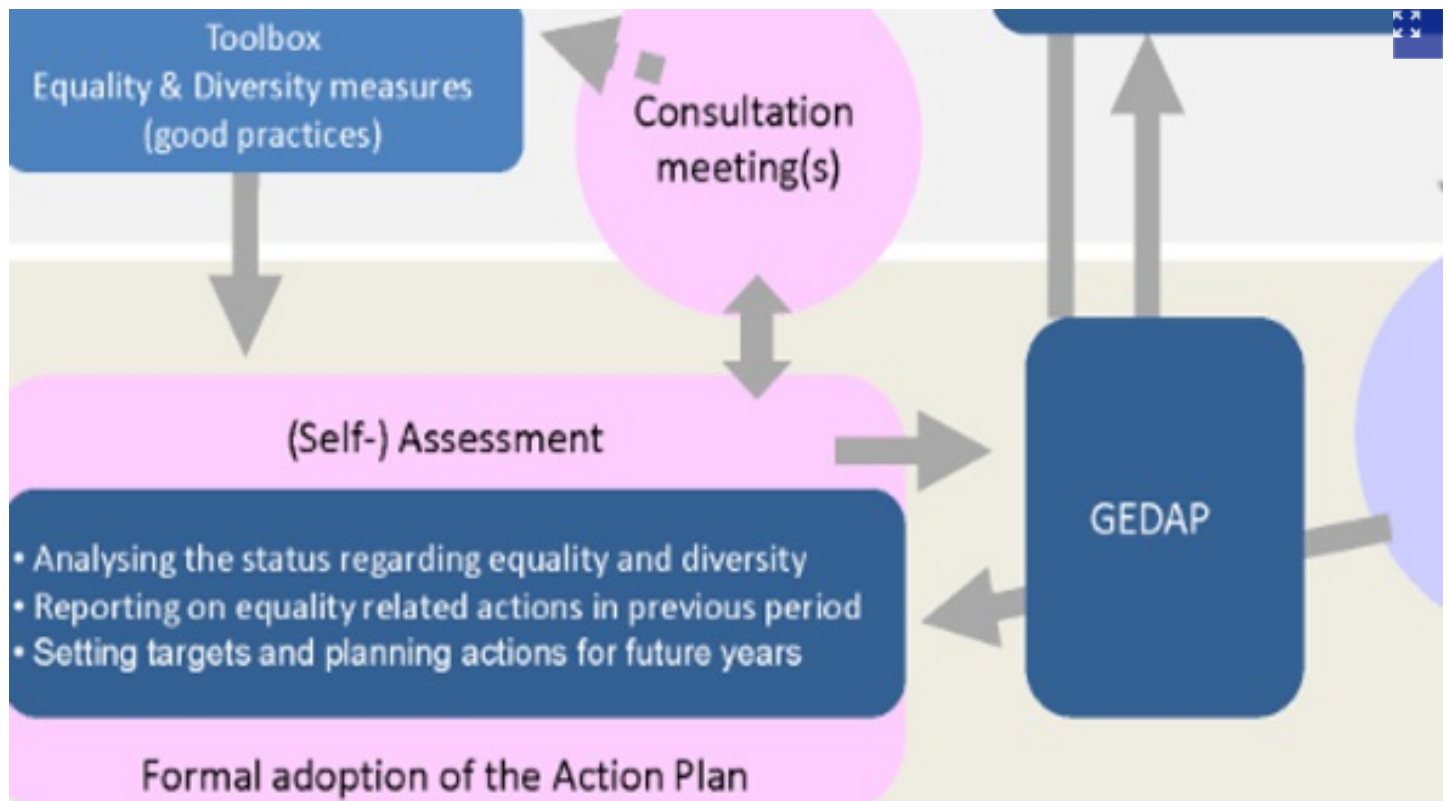 Toolbox
Equality & Diversity measures
(good practices)
Consultation
meeting(s)
(Self-) Assessment
• Analysing the status regarding equality and diversity
• Reporting on equality related actions in previous period
• Setting targets and planning actions for future years
Formal adoption of the Action Plan
GEDAP